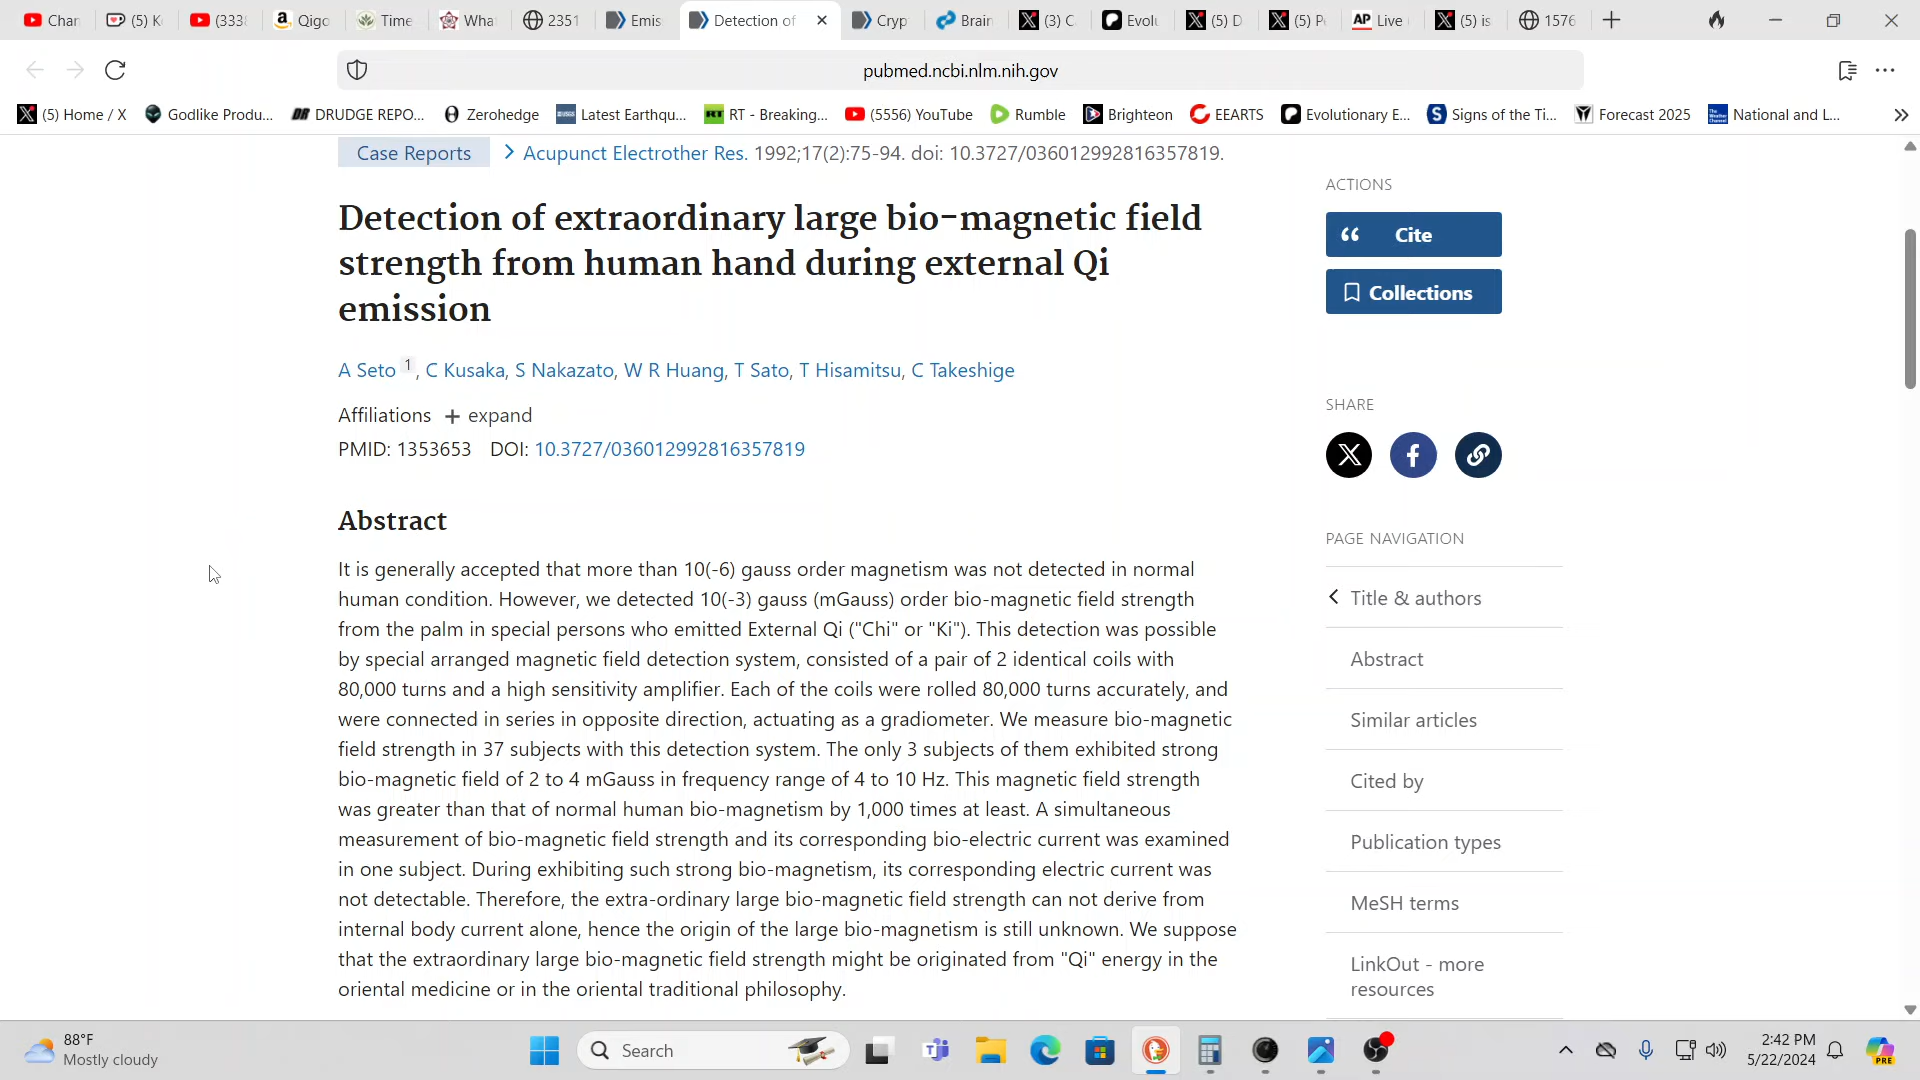 Chan
(5) K
(333
Qigo
Time
Wha
2351
Emis
Detection of
Cryp
Brain
(3) C
Evolu
(5) D
(5) P
Live
(5) is
1576
pubmed.ncbi.nlm.nih.gov
(5) Home / X
Godlike Produ...
DRUDGE REPO...
Zerohedge
Latest Earthqu...
RT - Breaking...
(5556) YouTube
Rumble
Brighteon
EEARTS
Evolutionary E...
Signs of the Ti...
Forecast 2025
National and L...
Case Reports
Acupunct Electrother Res. 1992;17(2):75-94. doi: 10.3727/036012992816357819.
Detection of extraordinary large bio-magnetic field
strength from human hand during external Qi
emission
A Seto 1, C Kusaka, S Nakazato, W R Huang, T Sato, T Hisamitsu, C Takeshige
Affiliations + expand
PMID: 1353653 DOI: 10.3727/036012992816357819
Abstract
It is generally accepted that more than 10(-6) gauss order magnetism was not detected in normal
human condition. However, we detected 10(-3) gauss (mGauss) order bio-magnetic field strength
from the palm in special persons who emitted External Qi ("Chi" or "Ki"). This detection was possible
by special arranged magnetic field detection system, consisted of a pair of 2 identical coils with
80,000 turns and a high sensitivity amplifier. Each of the coils were rolled 80,000 turns accurately, and
were connected in series in opposite direction, actuating as a gradiometer. We measure bio-magnetic
field strength in 37 subjects with this detection system. The only 3 subjects of them exhibited strong
bio-magnetic field of 2 to 4 mGauss in frequency range of 4 to 10 Hz. This magnetic field strength
was greater than that of normal human bio-magnetism by 1,000 times at least. A simultaneous
measurement of bio-magnetic field strength and its corresponding bio-electric current was examined
in one subject. During exhibiting such strong bio-magnetism, its corresponding electric current was
not detectable. Therefore, the extra-ordinary large bio-magnetic field strength can not derive from
internal body current alone, hence the origin of the large bio-magnetism is still unknown. We suppose
that the extraordinary large bio-magnetic field strength might be originated from "Qi" energy in the
oriental medicine or in the oriental traditional philosophy.
ACTIONS
Cite
Collections
SHARE
PAGE NAVIGATION
Title & authors
Abstract
Similar articles
Cited by
Publication types
MeSH terms
LinkOut - more
resources
88°F
Mostly cloudy
Search
2:42 PM
5/22/2024
PRE